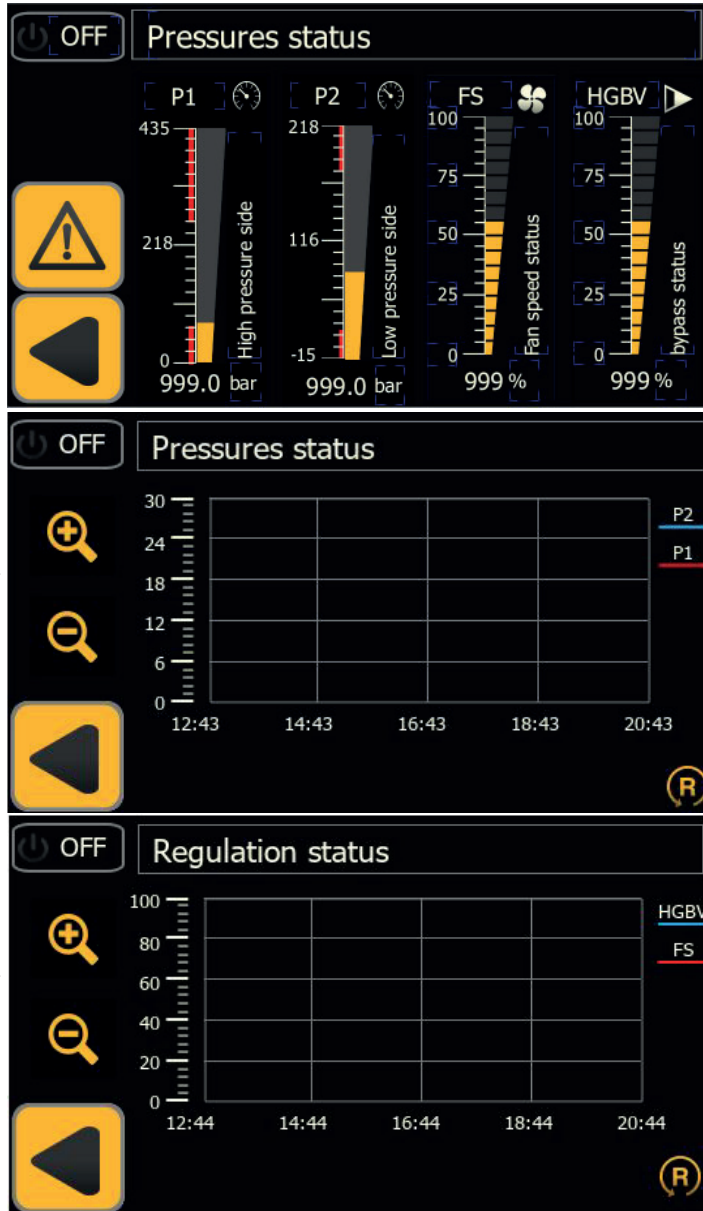 OFF Pressures status
P1 P2 FS HGBV
435 218 100 100
75 75
218 116 50 50
25 25
0 -15 0 0
High pressure side
Low pressure side
Fan speed status
bypass status
999.0 bar 999.0 bar 999 % 999 %
OFF Pressures status
30
24
18
12
6
0
P2
P1
12:43 14:43 16:43 18:43 20:43
R
OFF Regulation status
100
80
60
40
20
0
HGBV
FS
12:44 14:44 16:44 18:44 20:44
R